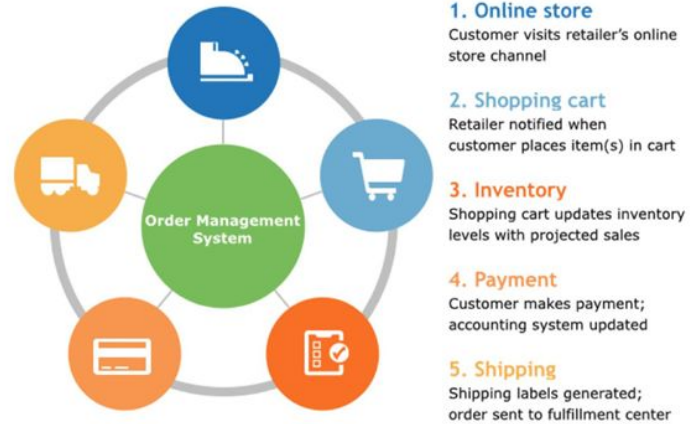 Order Management
System
1. Online store
Customer visits retailer’s online
store channel
2. Shopping cart
Retailer notified when
customer places item(s) in cart
3. Inventory
Shopping cart updates inventory
levels with projected sales
4. Payment
Customer makes payment;
accounting system updated
5. Shipping
Shipping labels generated;
order sent to fulfillment center